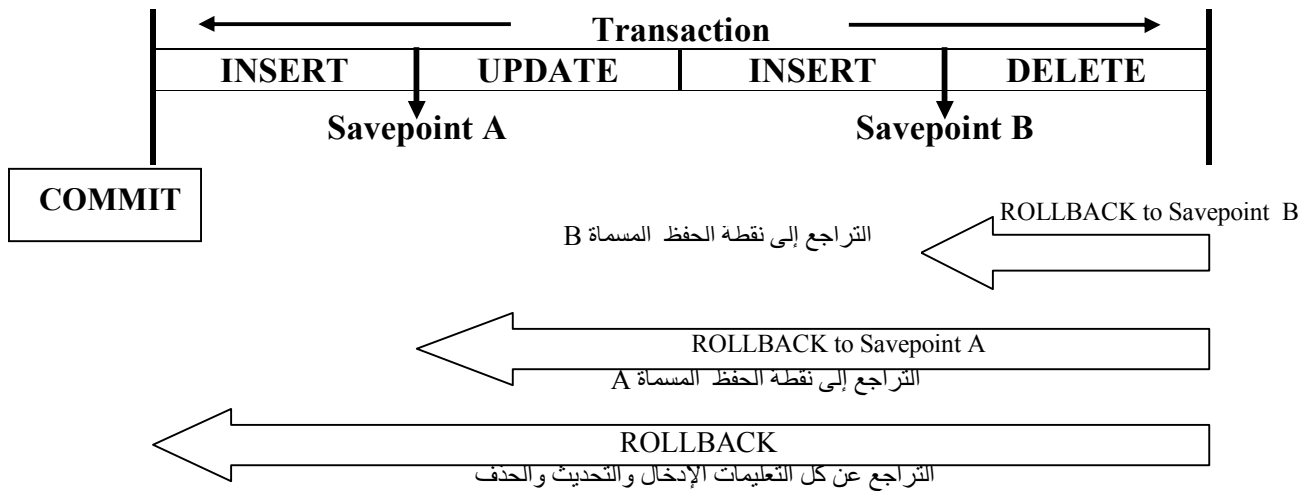 Transaction
INSERT UPDATE INSERT DELETE
Savepoint A Savepoint B
COMMIT
ROLLBACK to Savepoint B
التراجع إلى نقطة الحفظ المسماة B
ROLLBACK to Savepoint A
التراجع إلى نقطة الحفظ المسماة A
ROLLBACK
التراجع عن كل التعليمات الإدخال والتحديث والحذف